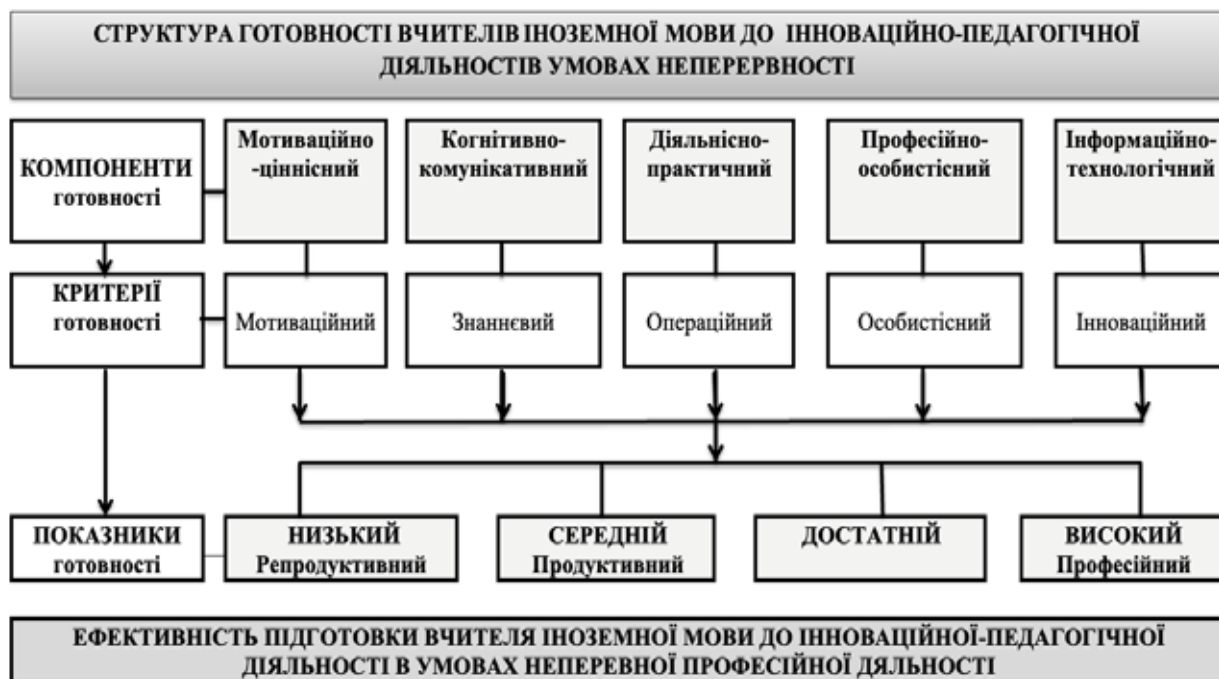 СТРУКТУРА ГОТОВНОСТІ ВЧИТЕЛІВ ІНОЗЕМНОЇ МОВИ ДО ІННОВАЦІЙНО-ПЕДАГОГІЧНОЇ
ДІЯЛЬНОСТІВ УМОВАХ НЕПЕРЕРВНОСТІ
КОМПОНЕНТИ
готовності
Мотиваційно
-ціннісний
Когнітивно-
комунікативний
Діяльнісно-
практичний
Професійно-
особистісний
Інформаційно-
технологічний
КРИТЕРІЇ
готовності
Мотиваційний
Знаннєвий
Операційний
Особистісний
Інноваційний
ПОКАЗНИКИ
готовності
НИЗЬКИЙ
Репродуктивний
СЕРЕДНІЙ
Продуктивний
ДОСТАТНІЙ
ВИСОКИЙ
Професійний
ЕФЕКТИВНІСТЬ ПІДГОТОВКИ ВЧИТЕЛЯ ІНОЗЕМНОЇ МОВИ ДО ІННОВАЦІЙНОЇ-ПЕДАГОГІЧНОЇ
ДІЯЛЬНОСТІ В УМОВАХ НЕПЕРЕВНОЇ ПРОФЕСІЙНОЇ ДЯЛЬНОСТІ